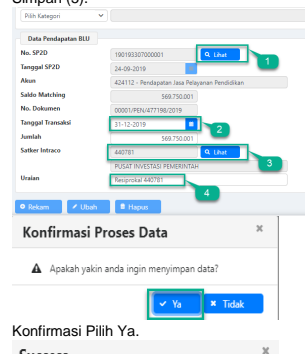 Simpan (5).
Pilih Kategori
Data Pendapatan BLU
No. SP2D 190193307000001 Lihat
1
Tanggal SP2D 24-09-2019
Akun 424112 - Pendapatan Jasa Pelayanan Pendidikan
Saldo Matching 569.750.001
No. Dokumen 00001/PEN/477198/2019
Tanggal Transaksi 31-12-2019
2
Jumlah 569.750.001
Satker Intraco 440781 Lihat
3
PUSAT INVESTASI PEMERINTAH
Uraian Resiprokal 440781
4
Rekam Ubah Hapus
Konfirmasi Proses Data ×
Apakah yakin anda ingin menyimpan data?
Ya × Tidak
Konfirmasi Pilih Ya.